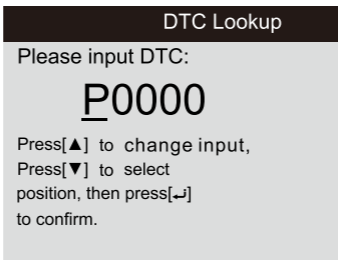 DTC Lookup
Please input DTC:
P0000
Press[▲] to change input,
Press[▼] to select
position, then press[↵]
to confirm.